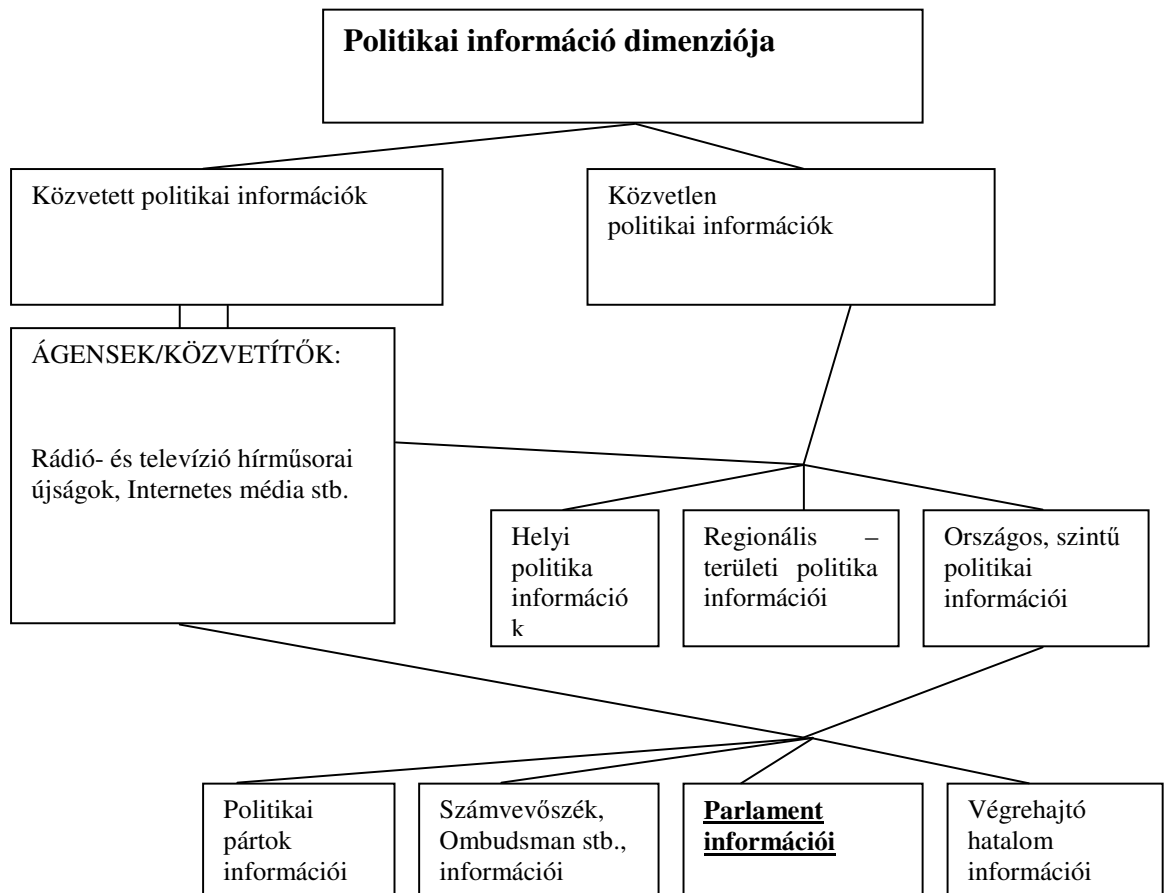 Politikai információ dimenziója
Közvetett politikai információk
Közvetlen
politikai információk
ÁGENSEK/KÖZVETÍTŐK:
Rádió- és televízió hírműsorai
újságok, Internetes média stb.
Helyi
politika
információ
k
Regionális –
területi politika
információi
Országos, szintű
politikai
információi
Politikai
pártok
információi
Számvevőszék,
Ombudsman stb.,
információi
Parlament
információi
Végrehajtó
hatalom
információi